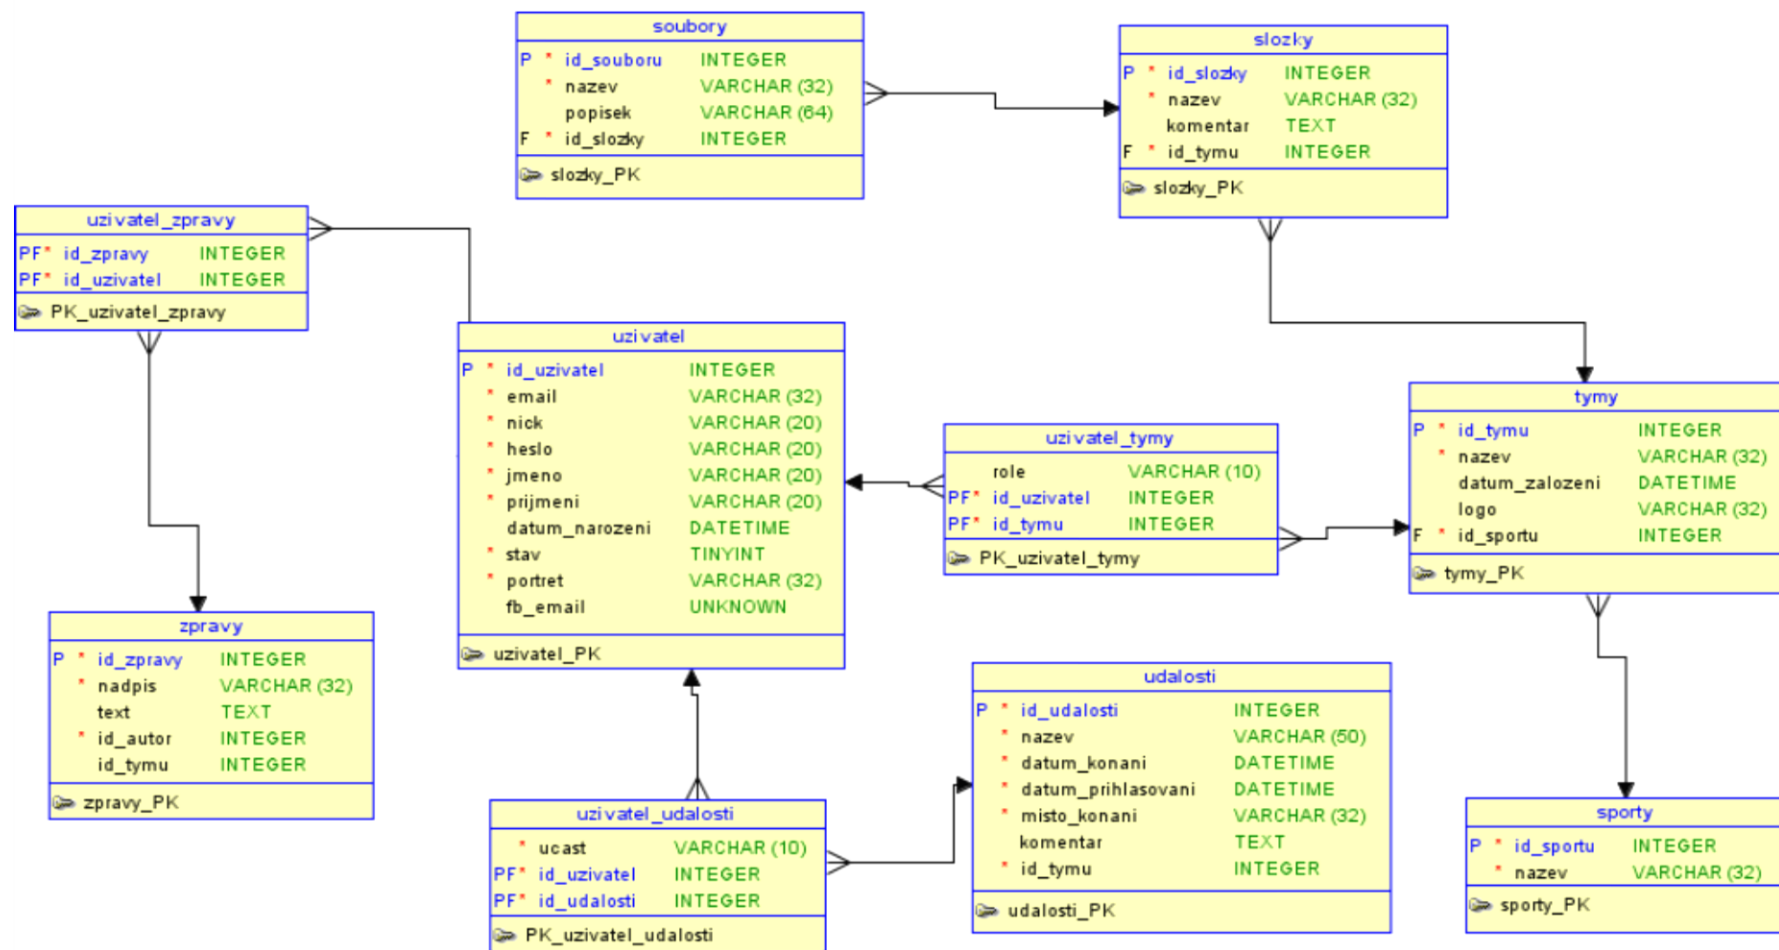 soubory
P * id_souboru INTEGER
* nazev VARCHAR (32)
popisek VARCHAR (64)
F * id_slozky INTEGER
slozky_PK
slozky
P * id_slozky INTEGER
* nazev VARCHAR (32)
komentar TEXT
F * id_tymu INTEGER
slozky_PK
uzivatel_zpravy
PF* id_zpravy INTEGER
PF* id_uzivatel INTEGER
PK_uzivatel_zpravy
uzivatel
P * id_uzivatel INTEGER
* email VARCHAR (32)
* nick VARCHAR (20)
* heslo VARCHAR (20)
* jmeno VARCHAR (20)
* prijmeni VARCHAR (20)
datum_narozeni DATETIME
* stav TINYINT
* portret VARCHAR (32)
fb_email UNKNOWN
uzivatel_PK
uzivatel_tymy
role VARCHAR (10)
PF* id_uzivatel INTEGER
PF* id_tymu INTEGER
PK_uzivatel_tymy
tymy
P * id_tymu INTEGER
* nazev VARCHAR (32)
datum_zalozeni DATETIME
logo VARCHAR (32)
F * id_sportu INTEGER
tymy_PK
zpravy
P * id_zpravy INTEGER
* nadpis VARCHAR (32)
text TEXT
* id_autor INTEGER
id_tymu INTEGER
zpravy_PK
uzivatel_udalosti
* ucast VARCHAR (10)
PF* id_uzivatel INTEGER
PF* id_udalosti INTEGER
PK_uzivatel_udalosti
udalosti
P * id_udalosti INTEGER
* nazev VARCHAR (50)
* datum_konani DATETIME
* datum_prihlasovani DATETIME
* misto_konani VARCHAR (32)
komentar TEXT
* id_tymu INTEGER
udalosti_PK
sporty
P * id_sportu INTEGER
* nazev VARCHAR (32)
sporty_PK